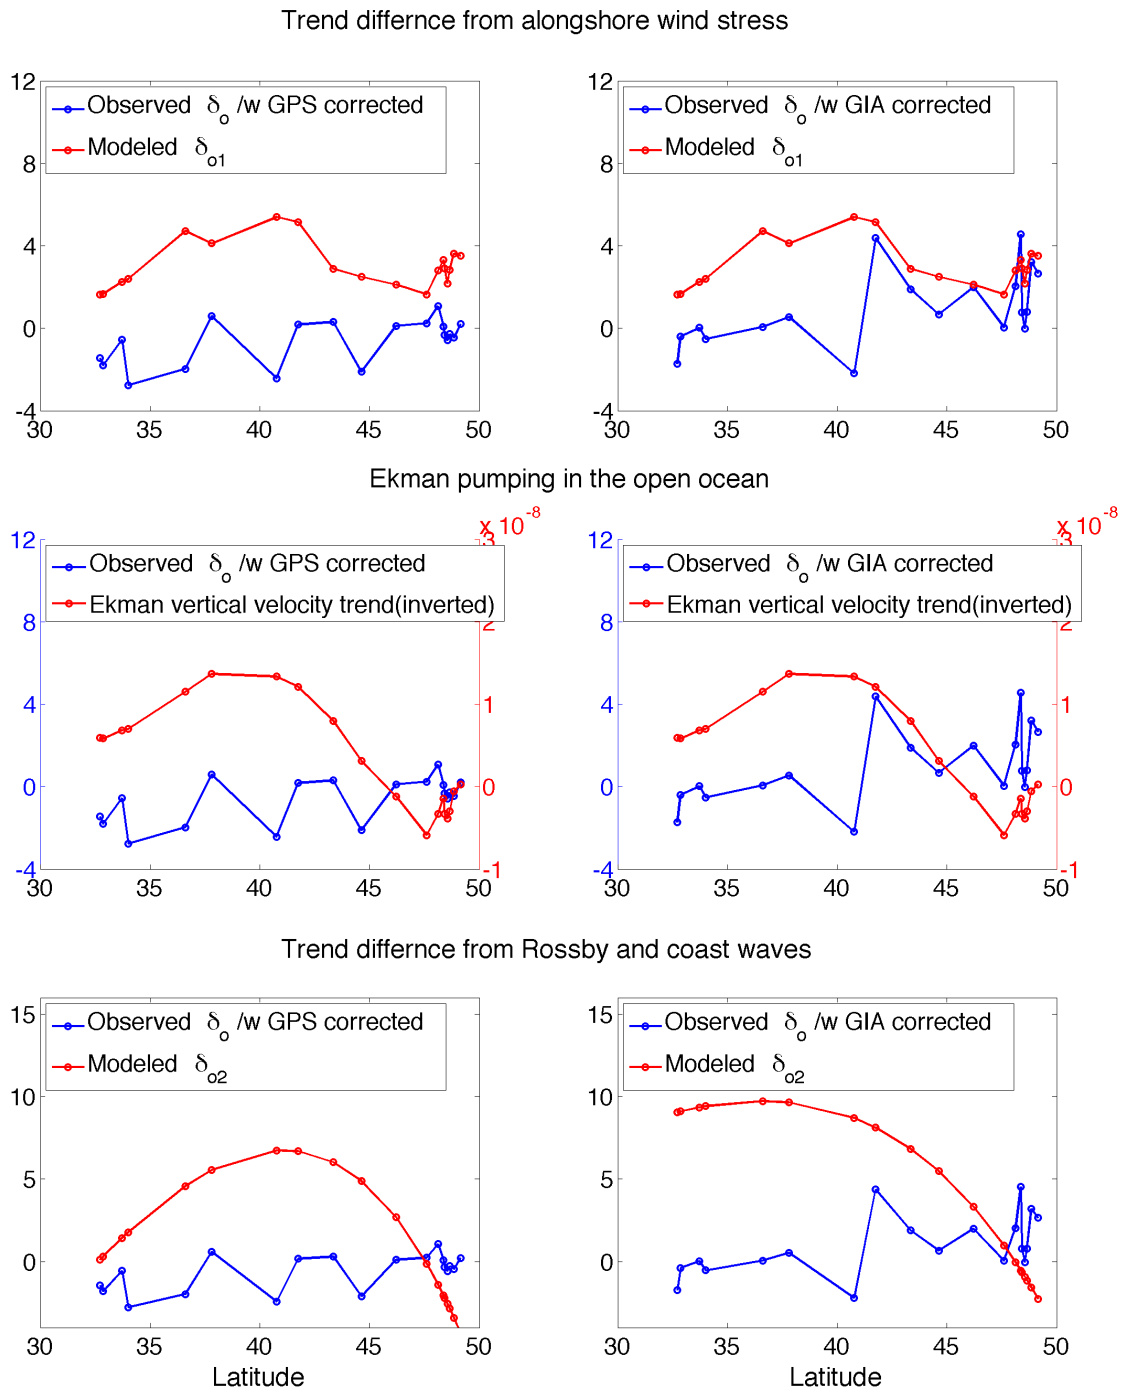 Trend differnce from alongshore wind stress
12
8
4
0
-4
30 35 40 45 50
Observed δo /w GPS corrected
Modeled δo1
12
8
4
0
-4
30 35 40 45 50
Observed δo /w GIA corrected
Modeled δo1
Ekman pumping in the open ocean
12
8
4
0
-4
30 35 40 45 50
x 10-8
3
2
1
0
-1
Observed δo /w GPS corrected
Ekman vertical velocity trend(inverted)
12
8
4
0
-4
30 35 40 45 50
x 10-8
3
2
1
0
-1
Observed δo /w GIA corrected
Ekman vertical velocity trend(inverted)
Trend differnce from Rossby and coast waves
15
10
5
0
30 35 40 45 50
Observed δo /w GPS corrected
Modeled δo2
Latitude
15
10
5
0
30 35 40 45 50
Observed δo /w GIA corrected
Modeled δo2
Latitude